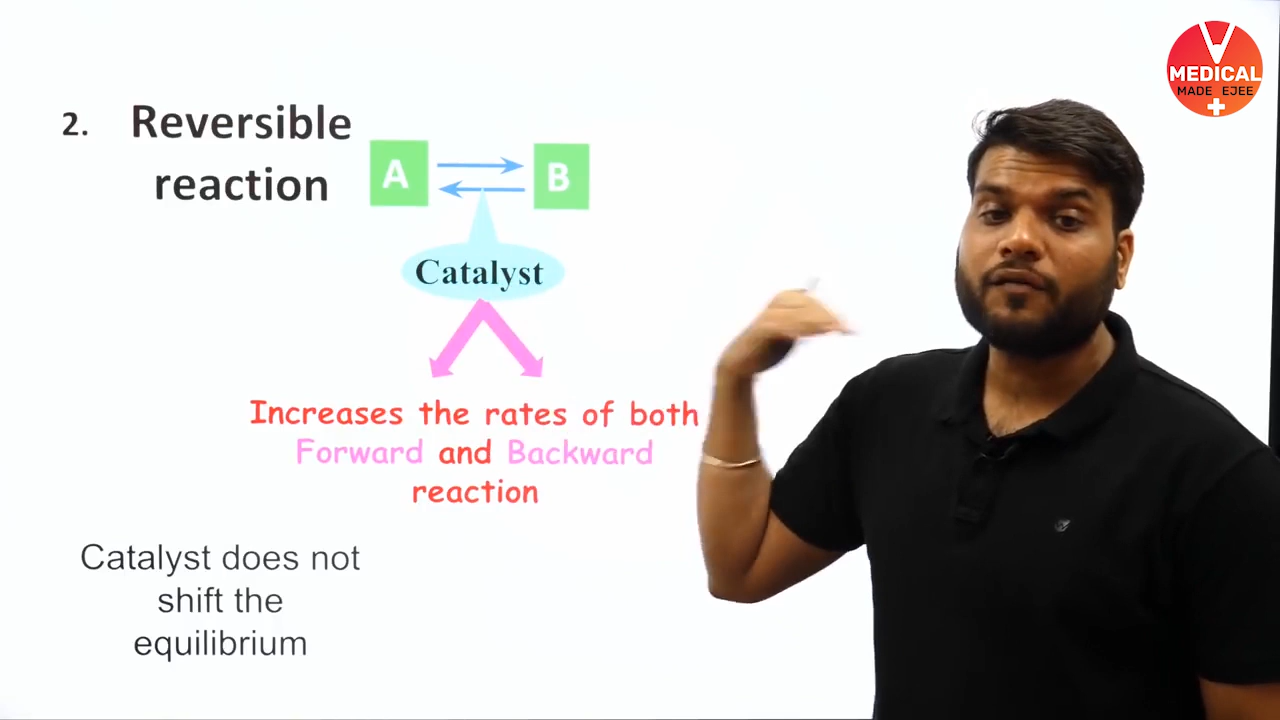 2. Reversible
reaction
A
B
Catalyst
Increases the rates of both
Forward and Backward
reaction
Catalyst does not
shift the
equilibrium
V
MEDICAL
MADE EJEE